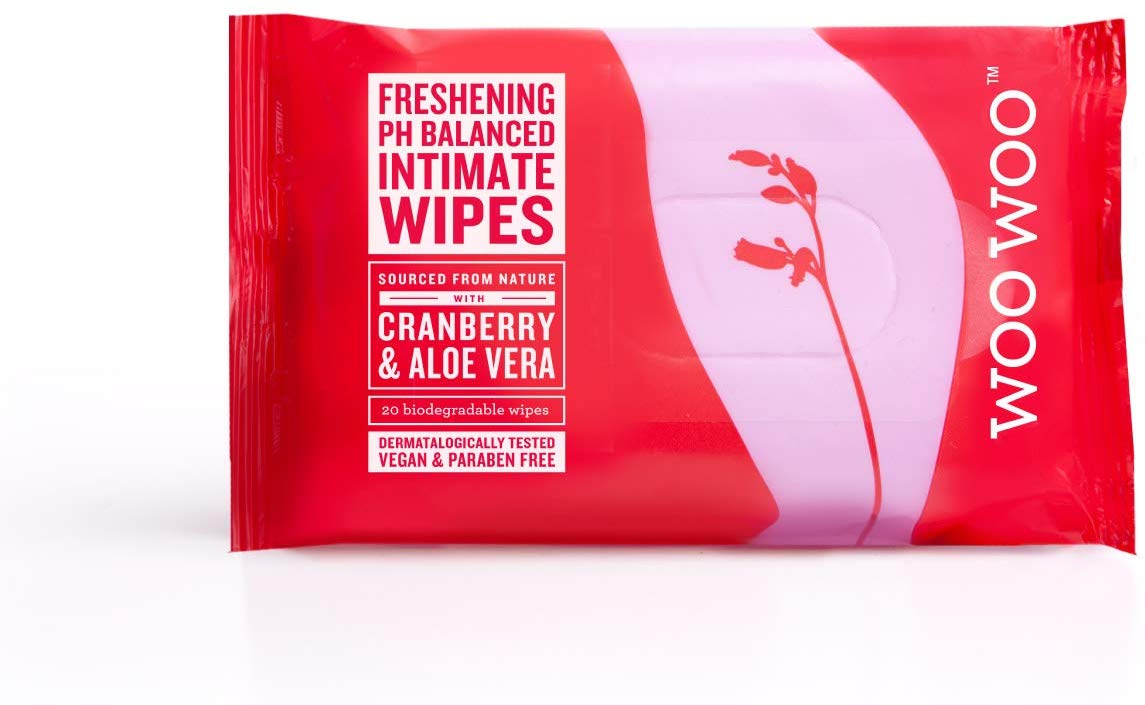 FRESHENING
PH BALANCED
INTIMATE
WIPES
SOURCED FROM NATURE
WITH
CRANBERRY
& ALOE VERA
20 biodegradable wipes
DERMATALOGICALLY TESTED
VEGAN & PARABEN FREE
WOO WOO™